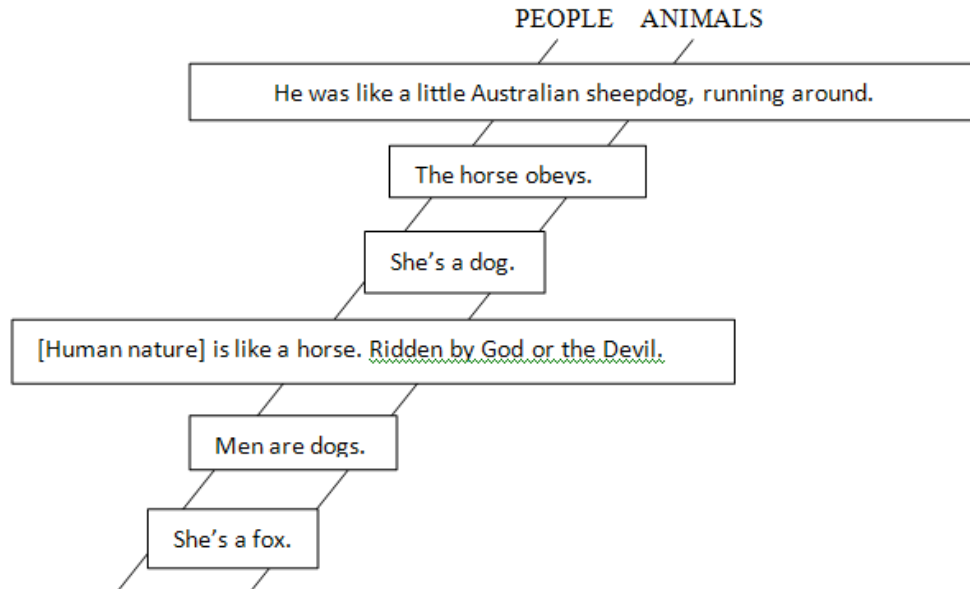 PEOPLE ANIMALS
He was like a little Australian sheepdog, running around.
The horse obeys.
She's a dog.
[Human nature] is like a horse. Ridden by God or the Devil.
Men are dogs.
She's a fox.